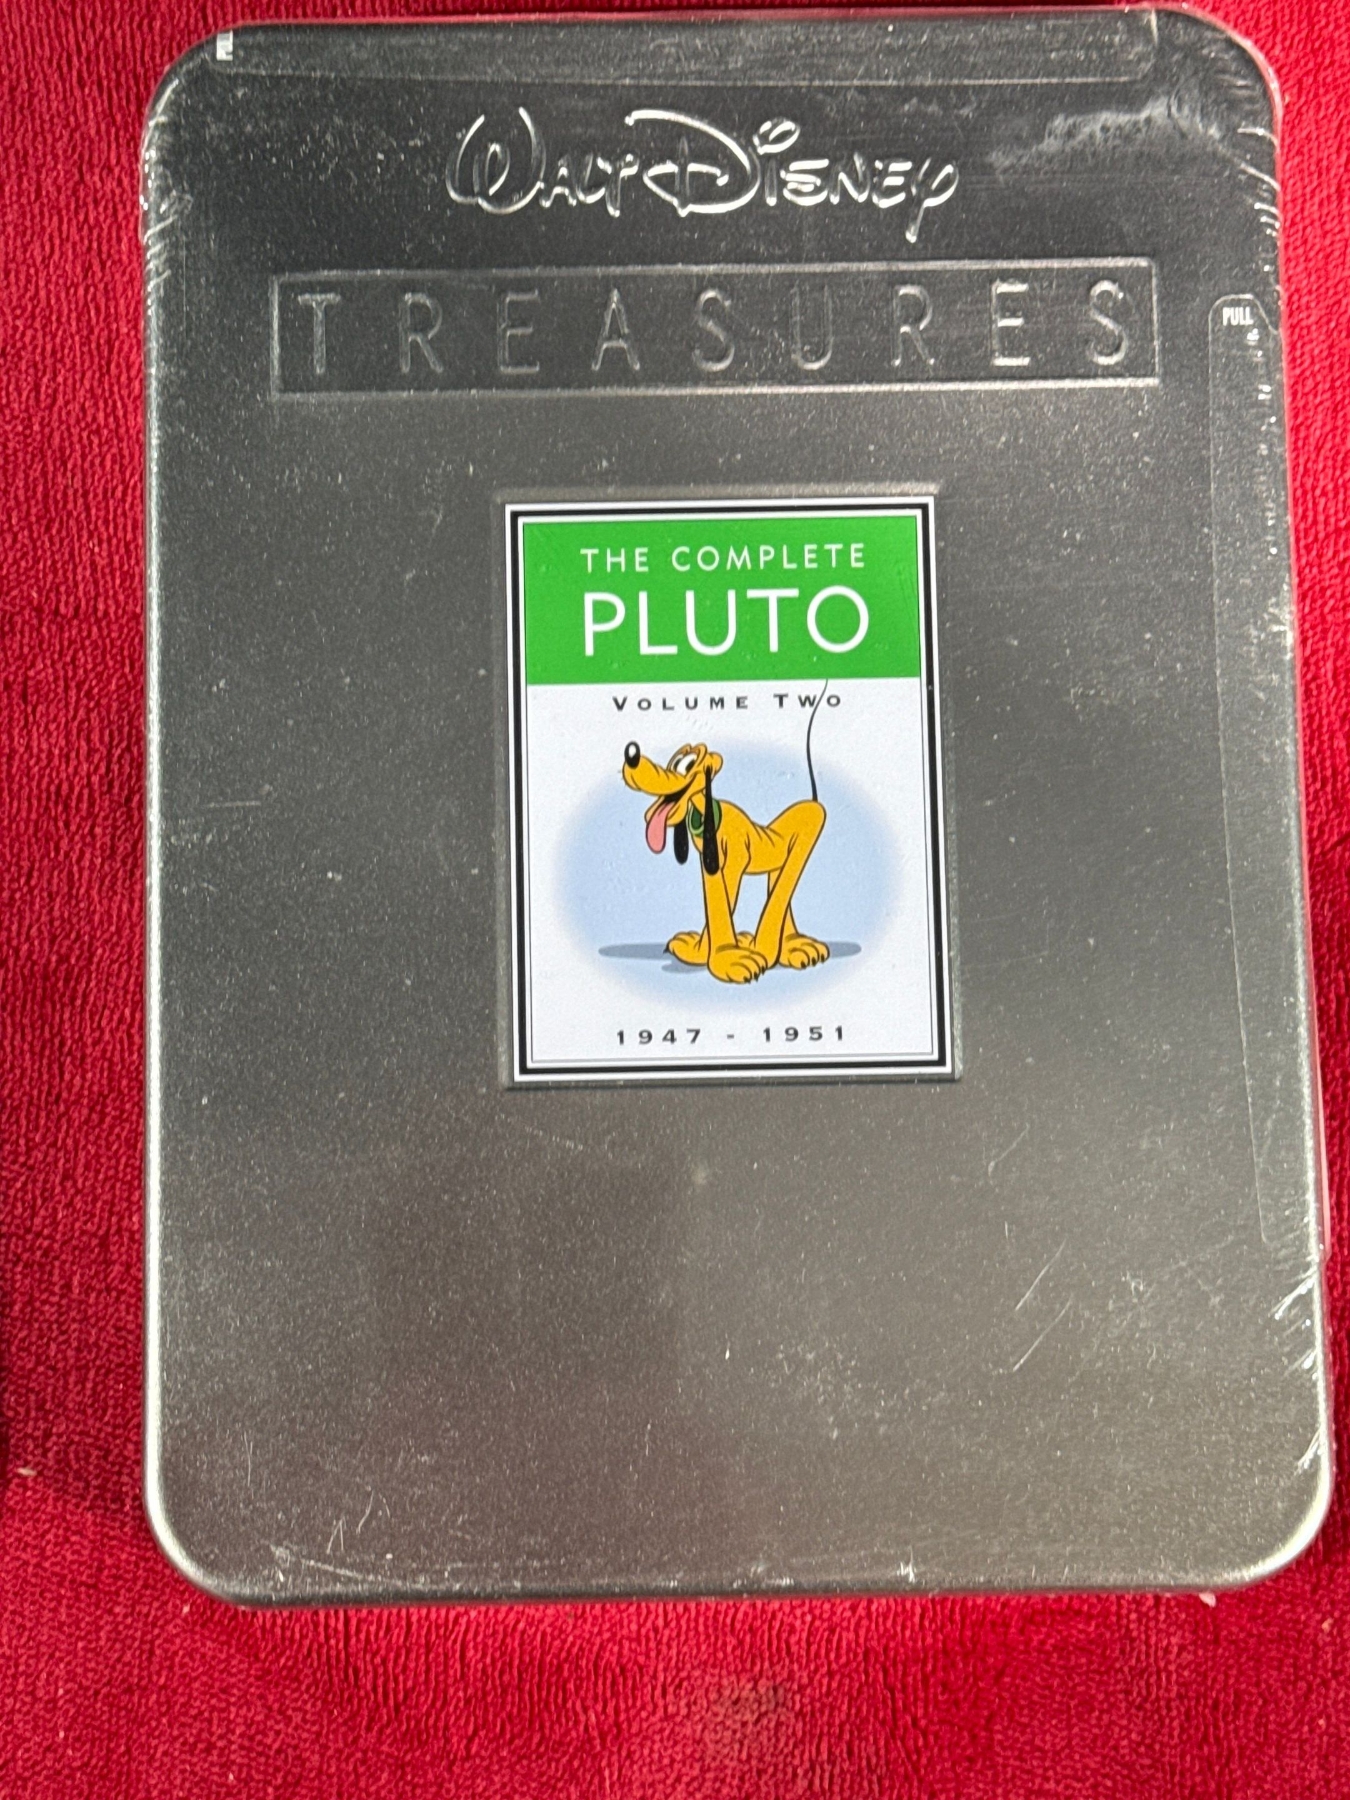 WALT DISNEY
TREASURES
PULL
THE COMPLETE
PLUTO
VOLUME TWO
1947 - 1951